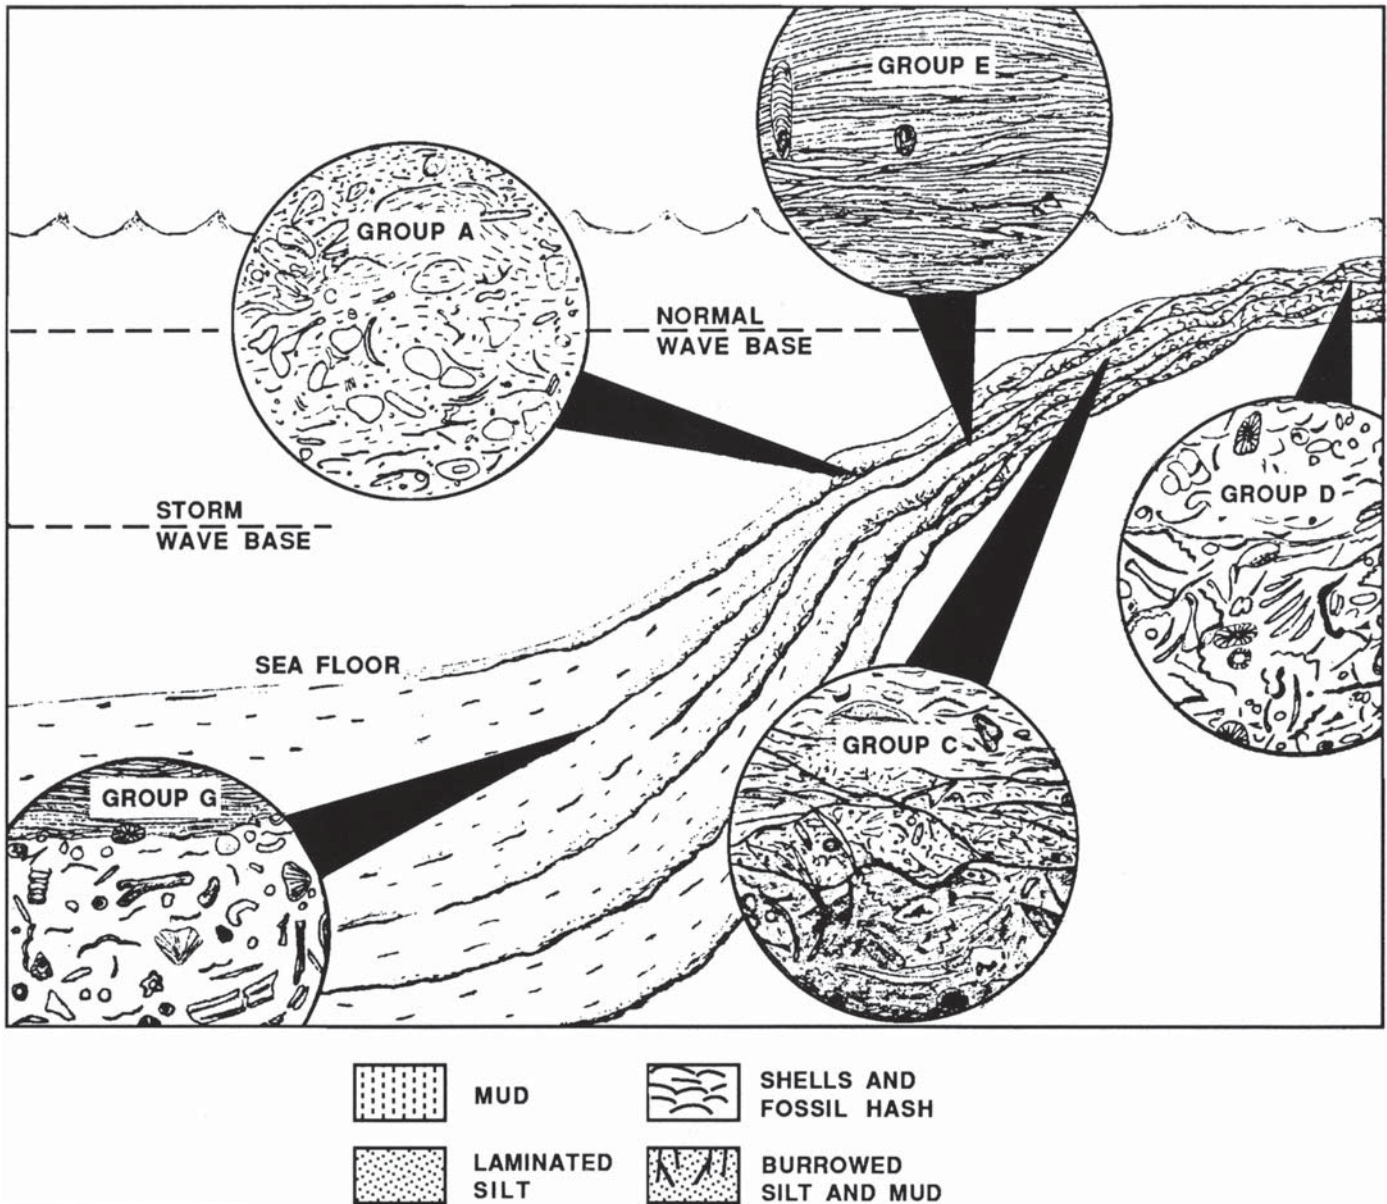 GROUP E
GROUP A
NORMAL
WAVE BASE
GROUP D
STORM
WAVE BASE
SEA FLOOR
GROUP C
GROUP G
MUD
SHELLS AND
FOSSIL HASH
LAMINATED
SILT
BURROWED
SILT AND MUD